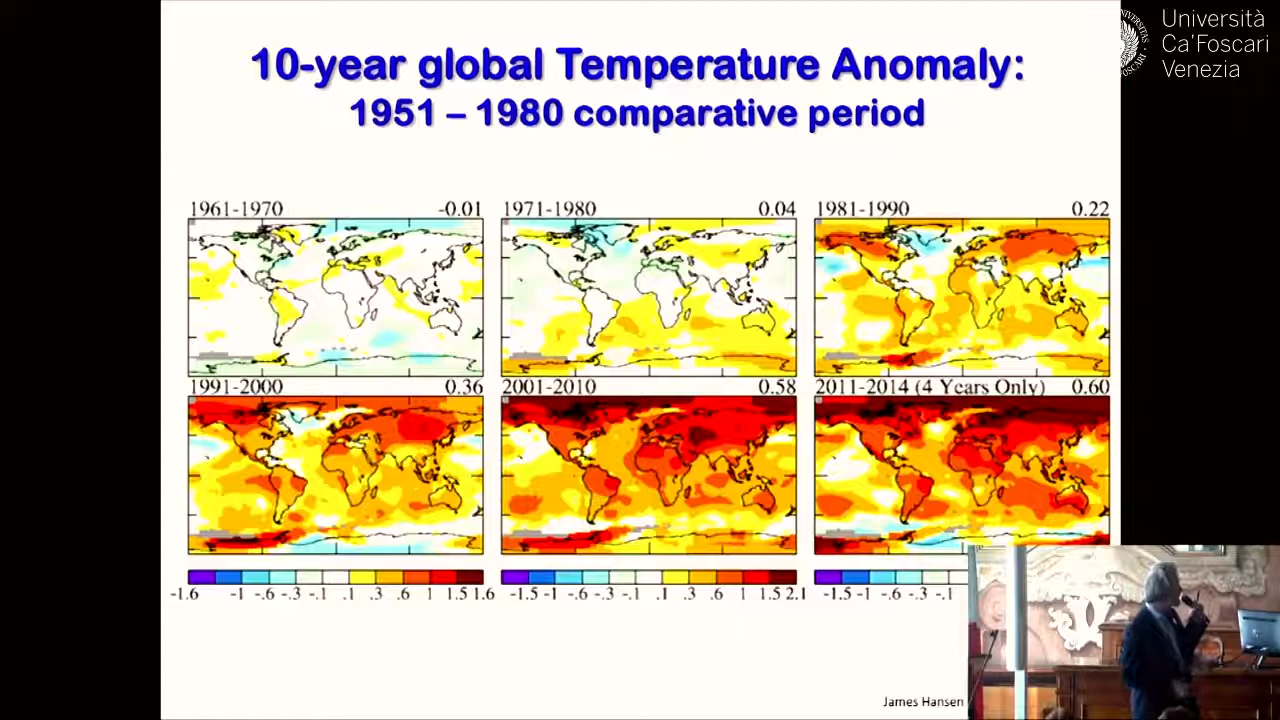 Università
Ca'Foscari
Venezia
10-year global Temperature Anomaly:
1951 – 1980 comparative period
1961-1970 -0.01
1971-1980 0.04
1981-1990 0.22
1991-2000 0.36
2001-2010 0.58
2011-2014 (4 Years Only) 0.60
-1.6 -1 -.6 -.3 -.1 .1 .3 .6 1 1.5 1.6
-1.5 -1 -.6 -.3 -.1 .1 .3 .6 1 1.5 2.1
-1.5 -1 -.6 -.3 -.1
James Hansen